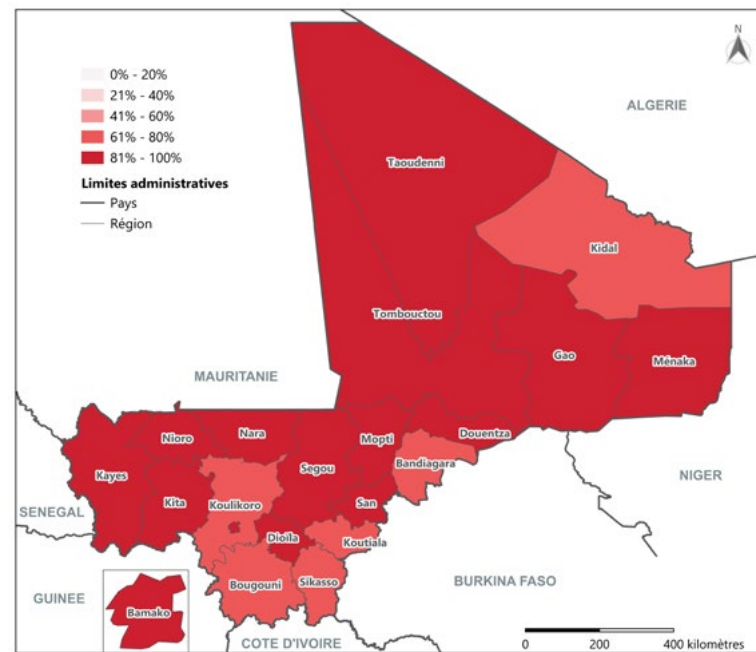 N
0% - 20%
21% - 40%
41% - 60%
61% - 80%
81% - 100%
Limites administratives
Pays
Région
ALGERIE
Taoudenni
Kidal
Tombouctou
Gao
Ménaka
MAURITANIE
Nioro
Nara
Mopti
Douentza
Kayes
Segou
Bandiagara
NIGER
Kita
Koulikoro
San
SENEGAL
Dioïla
Koutiala
Bougouni
Sikasso
BURKINA FASO
GUINEE
Bamako
COTE D'IVOIRE
0 200 400 kilomètres